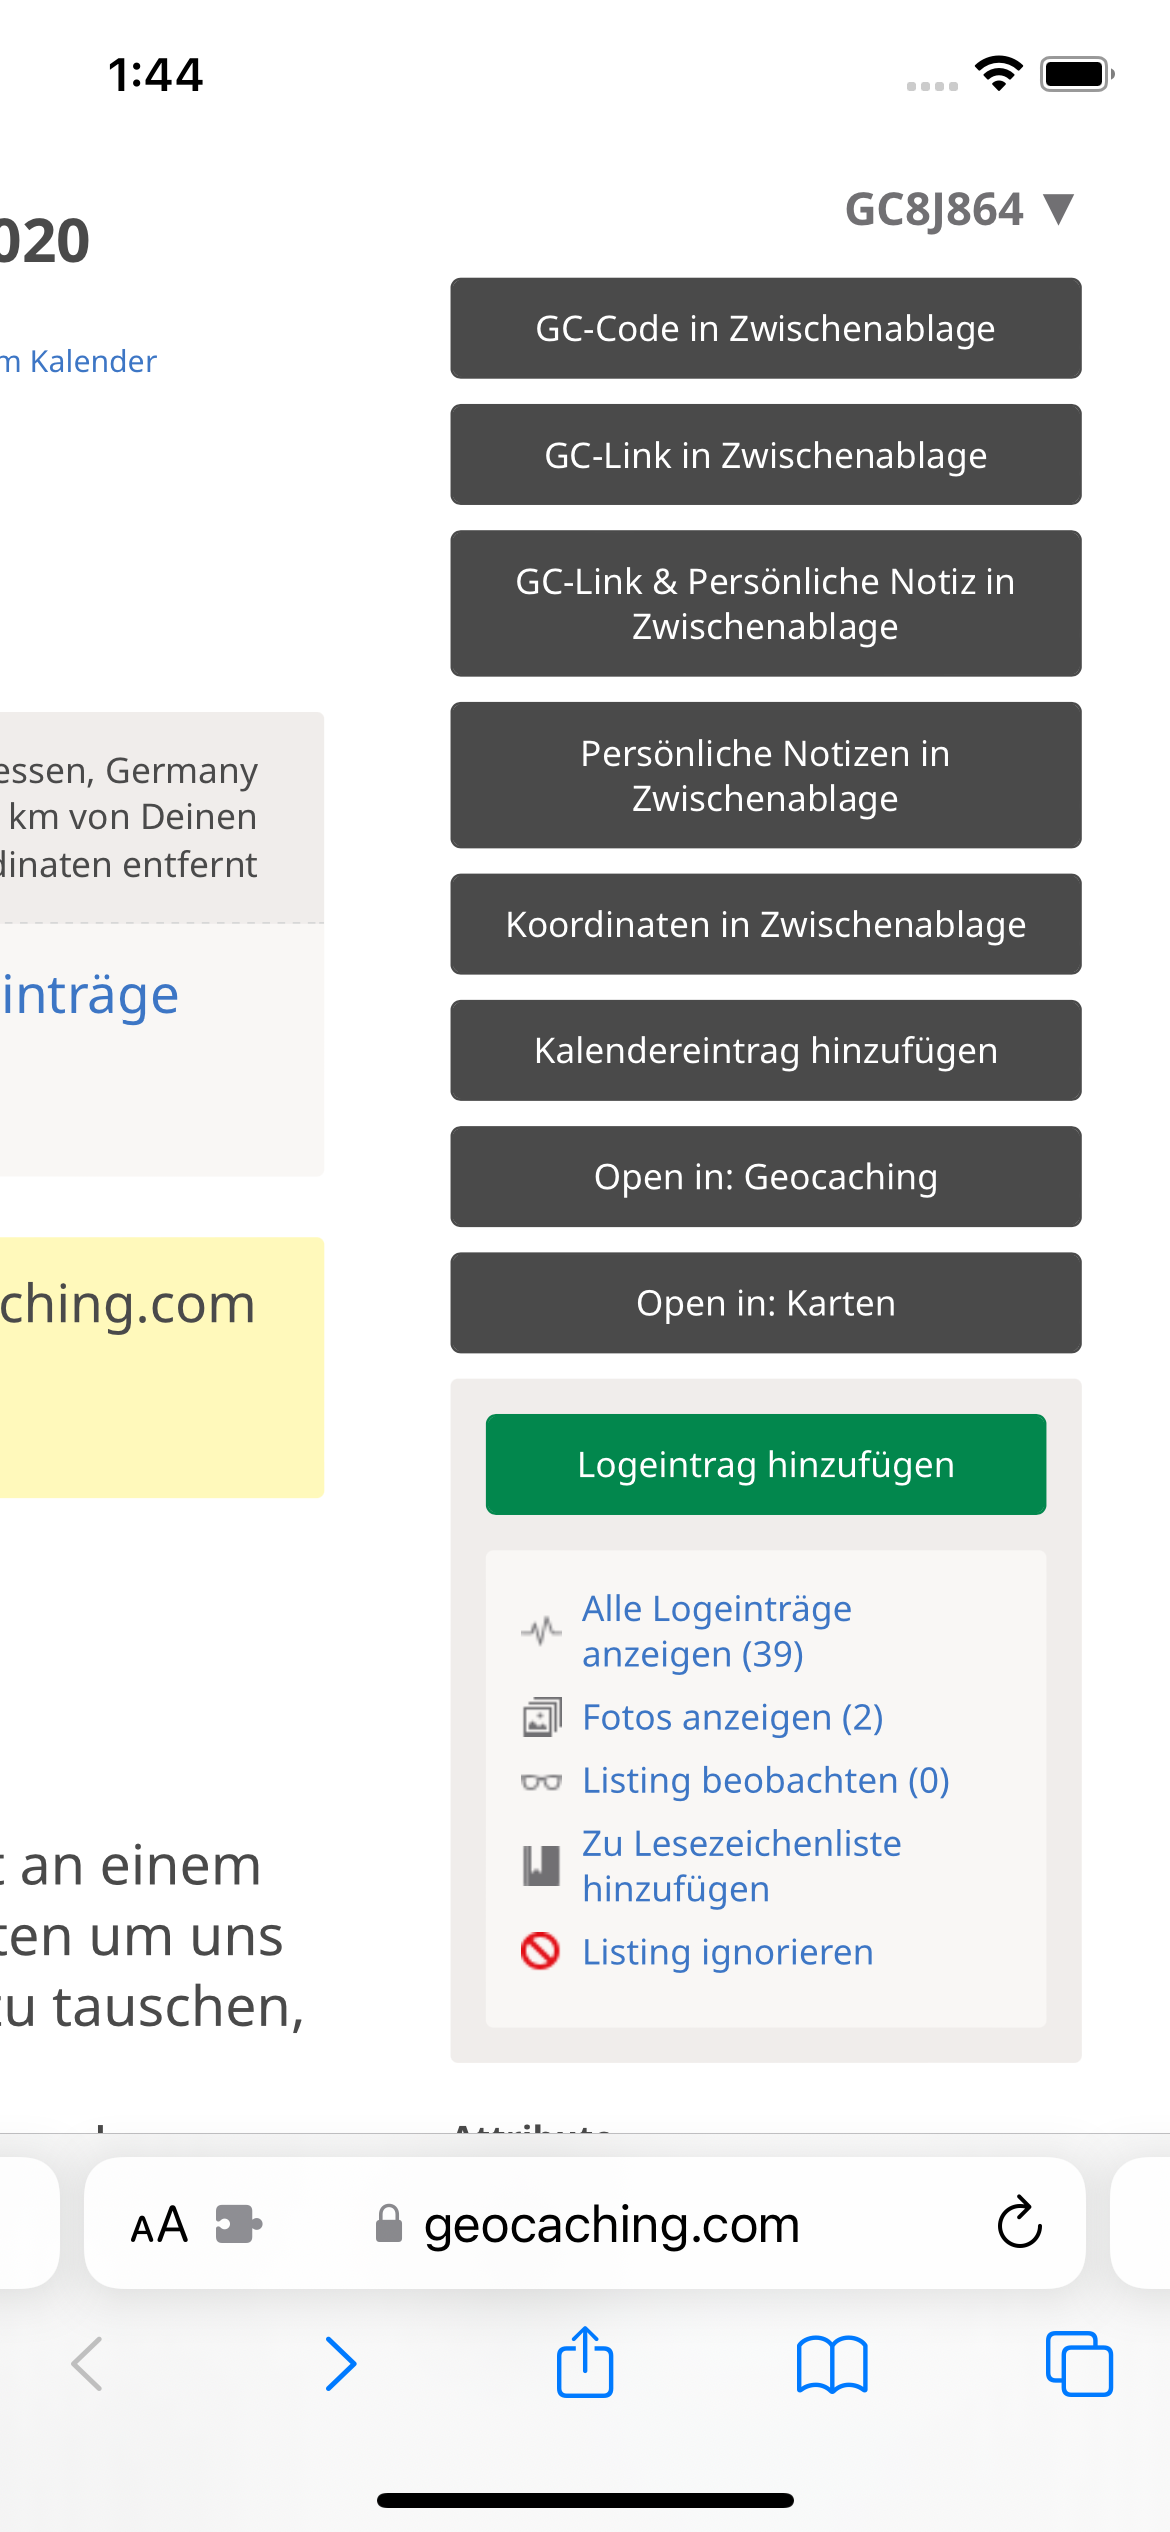 1:44
GC8J864 ▼
020
m Kalender
GC-Code in Zwischenablage
GC-Link in Zwischenablage
GC-Link & Persönliche Notiz in
Zwischenablage
Persönliche Notizen in
Zwischenablage
Koordinaten in Zwischenablage
Kalendereintrag hinzufügen
Open in: Geocaching
Open in: Karten
essen, Germany
km von Deinen
dinaten entfernt
inträge
ching.com
Logeintrag hinzufügen
Alle Logeinträge
anzeigen (39)
Fotos anzeigen (2)
Listing beobachten (0)
Zu Lesezeichenliste
hinzufügen
Listing ignorieren
t an einem
ten um uns
zu tauschen,
Attribute
AA
geocaching.com